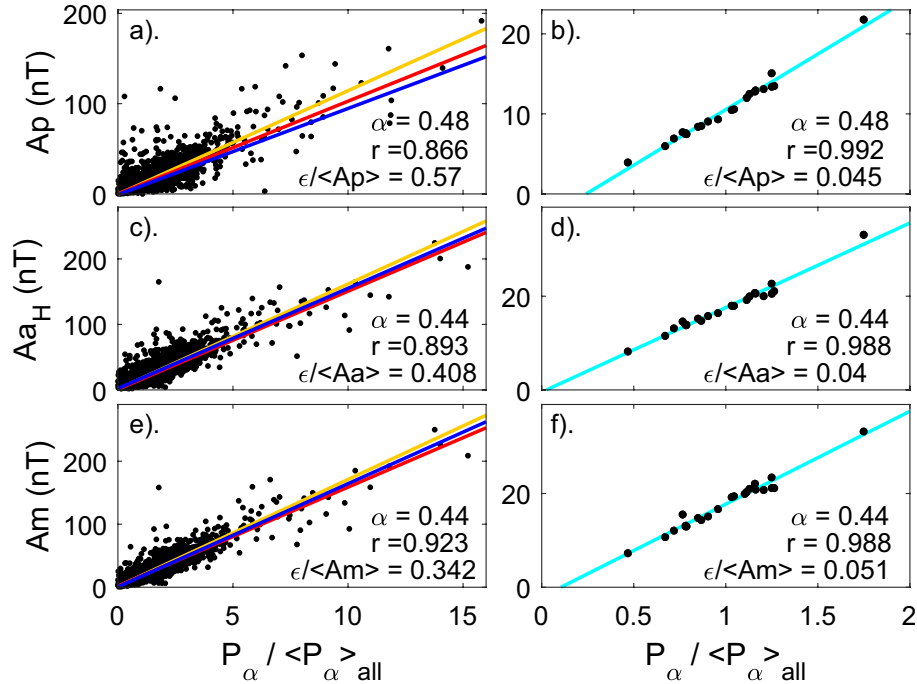 a).
200
100
0
Ap (nT)
α = 0.48
r =0.866
ϵ/<Ap> = 0.57
b).
20
10
0
α = 0.48
r =0.992
ϵ/<Ap> = 0.045
c).
200
100
0
Aa_H (nT)
α = 0.44
r =0.893
ϵ/<Aa> = 0.408
d).
40
20
0
α = 0.44
r =0.988
ϵ/<Aa> = 0.04
e).
200
100
0
Am (nT)
α = 0.44
r =0.923
ϵ/<Am> = 0.342
0 5 10 15
P_α / <P_α>_all
f).
40
20
0
α = 0.44
r =0.988
ϵ/<Am> = 0.051
0 0.5 1 1.5 2
P_α / <P_α>_all